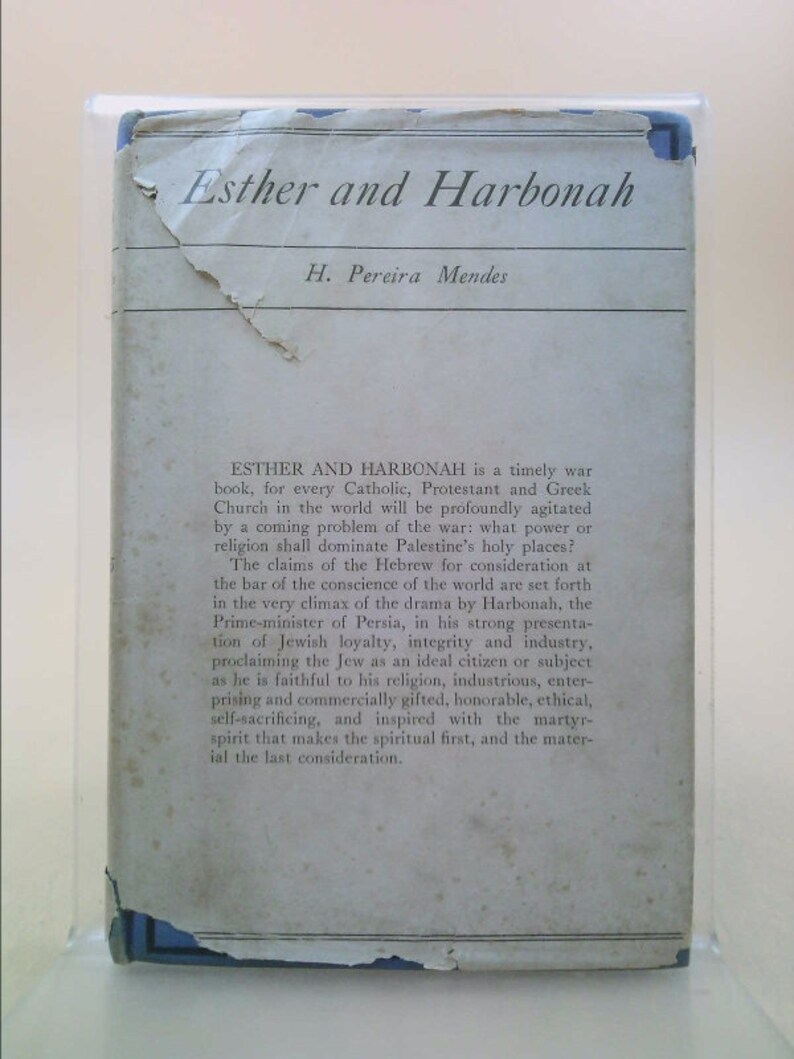 Esther and Harbonah
H. Pereira Mendes
ESTHER AND HARBONAH is a timely war
book, for every Catholic, Protestant and Greek
Church in the world will be profoundly agitated
by a coming problem of the war: what power or
religion shall dominate Palestine's holy places?
The claims of the Hebrew for consideration at
the bar of the conscience of the world are set forth
in the very climax of the drama by Harbonah, the
Prime-minister of Persia, in his strong presenta-
tion of Jewish loyalty, integrity and industry,
proclaiming the Jew as an ideal citizen or subject
as he is faithful to his religion, industrious, enter-
prising and commercially gifted, honorable, ethical,
self-sacrificing, and inspired with the martyr-
spirit that makes the spiritual first, and the mater-
ial the last consideration.